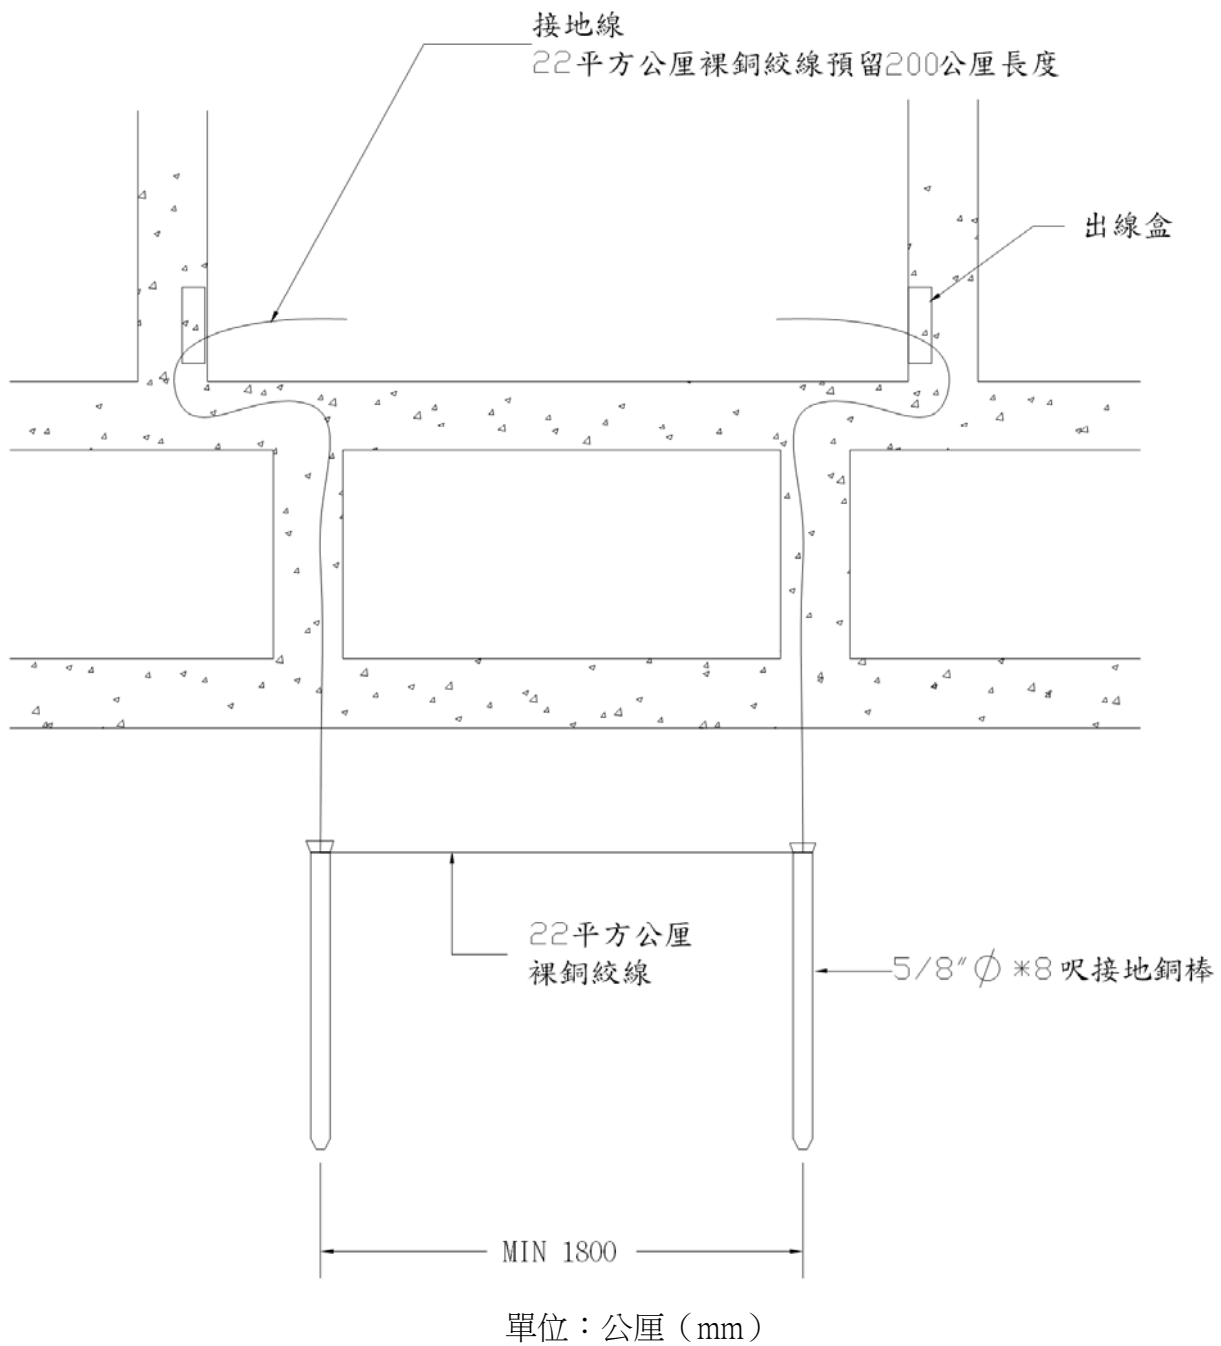 接地線
22平方公厘裸銅絞線預留200公厘長度
出線盒
22平方公厘
裸銅絞線
5/8"∅ *8呎接地銅棒
MIN 1800
單位：公厘（mm）